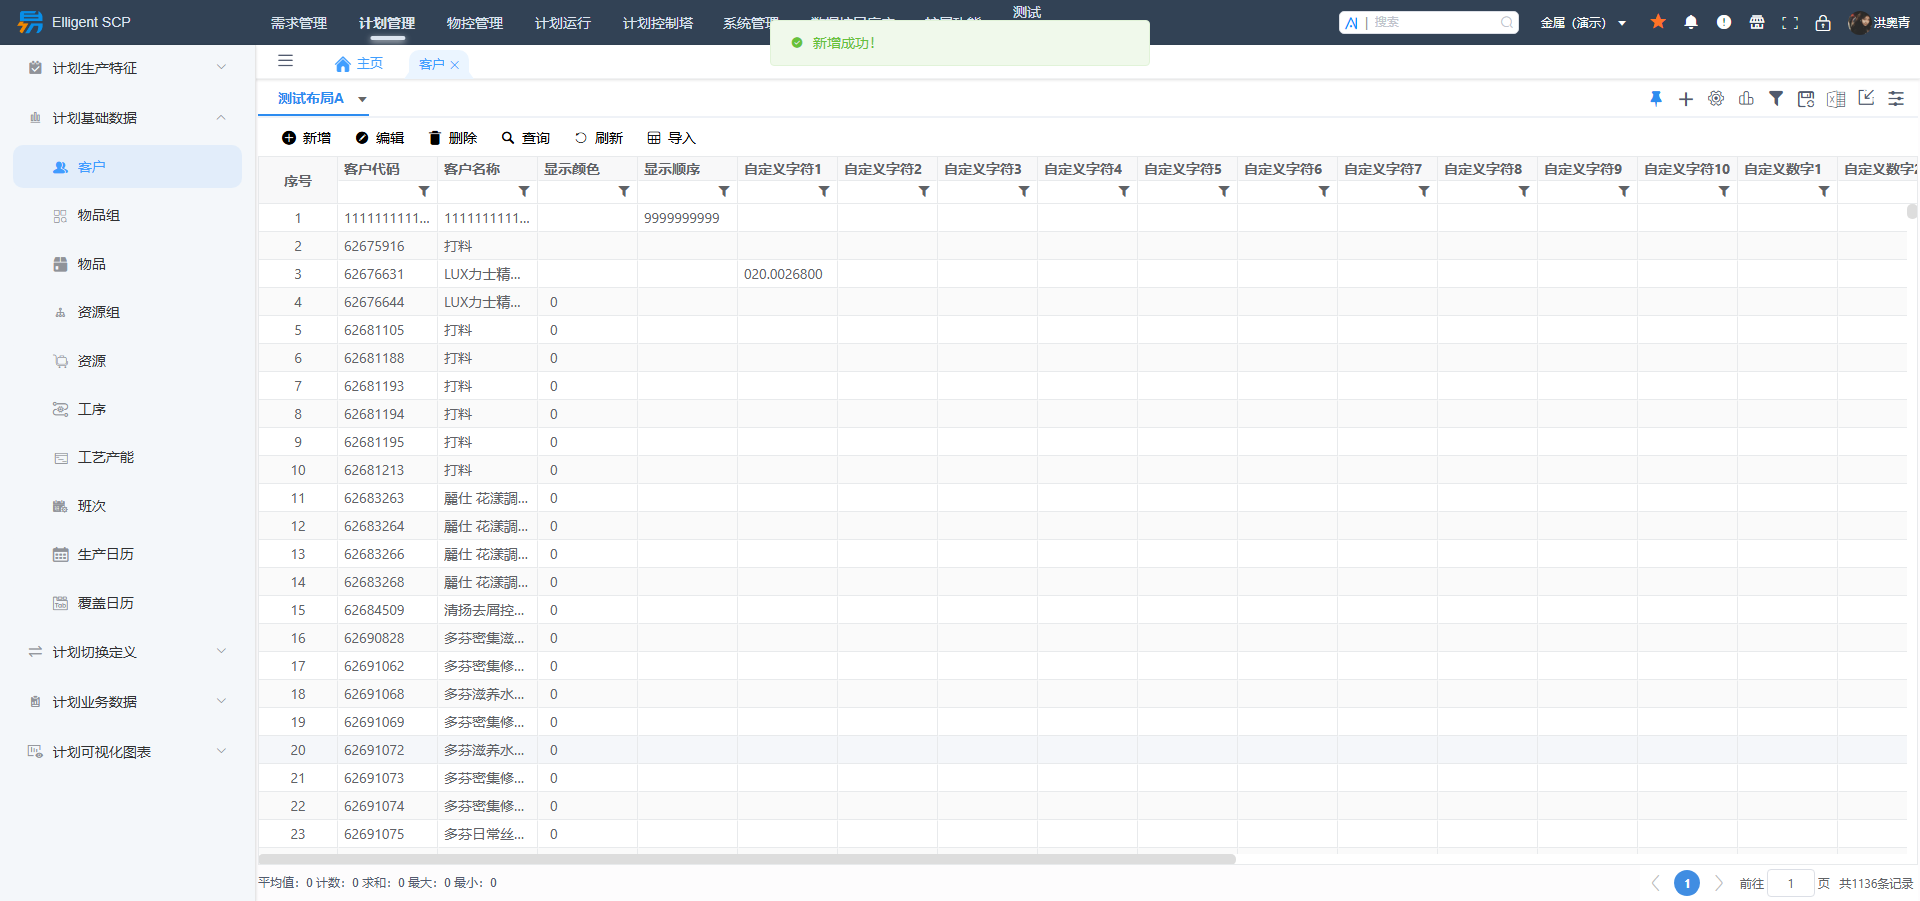 Elligent SCP
需求管理 计划管理 物控管理 计划运行 计划控制塔 系统管理
测试
AI | 搜索
金属（演示）
洪奥青
新增成功！
计划生产特征
计划基础数据
客户
物品组
物品
资源组
资源
工序
工艺产能
班次
生产日历
覆盖日历
计划切换定义
计划业务数据
计划可视化图表
主页 客户
测试布局A
新增 编辑 删除 查询 刷新 导入
序号 客户代码 客户名称 显示颜色 显示顺序 自定义字符1 自定义字符2 自定义字符3 自定义字符4 自定义字符5 自定义字符6 自定义字符7 自定义字符8 自定义字符9 自定义字符10 自定义数字1 自定义数字2
1 1111111111... 1111111111... 9999999999
2 62675916 打料
3 62676631 LUX力士精... 020.0026800
4 62676644 LUX力士精... 0
5 62681105 打料 0
6 62681188 打料 0
7 62681193 打料 0
8 62681194 打料 0
9 62681195 打料 0
10 62681213 打料 0
11 62683263 麗仕 花漾調... 0
12 62683264 麗仕 花漾調... 0
13 62683266 麗仕 花漾調... 0
14 62683268 麗仕 花漾調... 0
15 62684509 清扬去屑控... 0
16 62690828 多芬密集滋... 0
17 62691062 多芬密集修... 0
18 62691068 多芬滋养水... 0
19 62691069 多芬密集修... 0
20 62691072 多芬滋养水... 0
21 62691073 多芬密集修... 0
22 62691074 多芬密集修... 0
23 62691075 多芬日常丝... 0
平均值：0 计数：0 求和：0 最大：0 最小：0
1 前往 1 页 共1136条记录